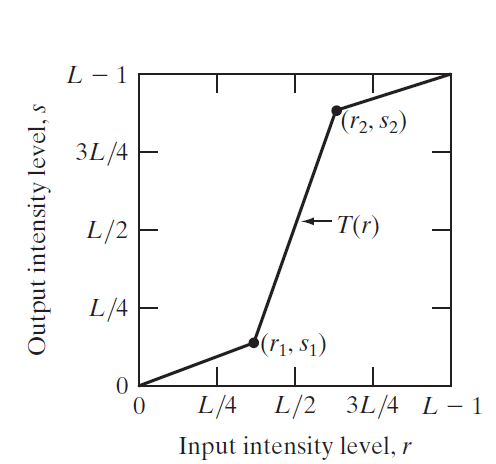 L – 1
(r₂, s₂)
3L/4
L/2
T(r)
L/4
(r₁, s₁)
0
0 L/4 L/2 3L/4 L – 1
Input intensity level, r
Output intensity level, s